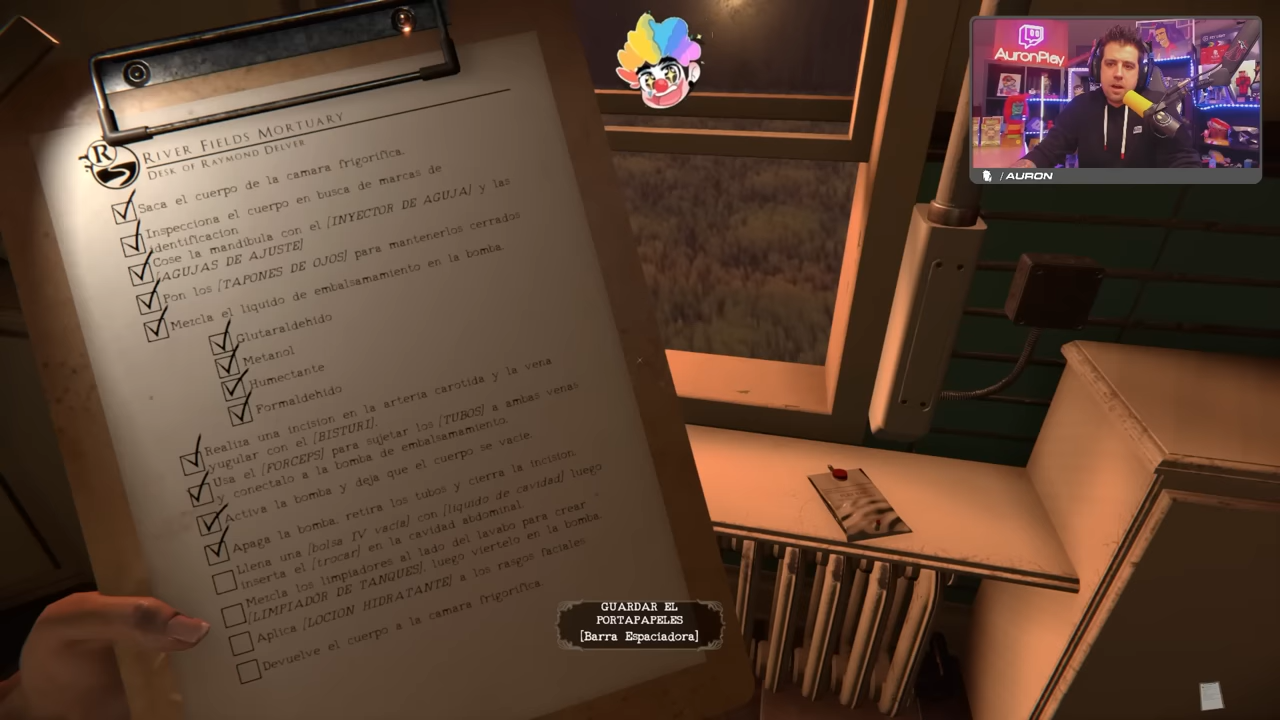 RIVER FIELDS MORTUARY
DESK OF RAYMOND DELVER
Saca el cuerpo de la camara frigorifica.
Inspecciona el cuerpo en busca de marcas de
identificacion
Cose la mandibula con el [INYECTOR DE AGUJA] y las
[AGUJAS DE AJUSTE]
Pon los [TAPONES DE OJOS] para mantenerlos cerrados
Mezcla el liquido de embalsamamiento en la bomba.
Glutaraldehido
Metanol
Humectante
Formaldehido
Realiza una incision en la arteria carotida y la vena
yugular con el [BISTURI].
Usa el [FORCEPS] para sujetar los [TUBOS] a ambas venas
y conectalo a la bomba de embalsamamiento.
Activa la bomba y deja que el cuerpo se vacie.
Apaga la bomba, retira los tubos y cierra la incision.
Llena una [bolsa IV vacia] con [liquido de cavidad] luego
inserta el [trocar] en la cavidad abdominal.
Mezcla los limpiadores al lado del lavabo para crear
[LIMPIADOR DE TANQUES], luego viertelo en la bomba.
Aplica [LOCION HIDRATANTE] a los rasgos faciales
Devuelve el cuerpo a la camara frigorifica.
GUARDAR EL
PORTAPAPELES
[Barra Espaciadora]
AURONPLAY
/ AURON